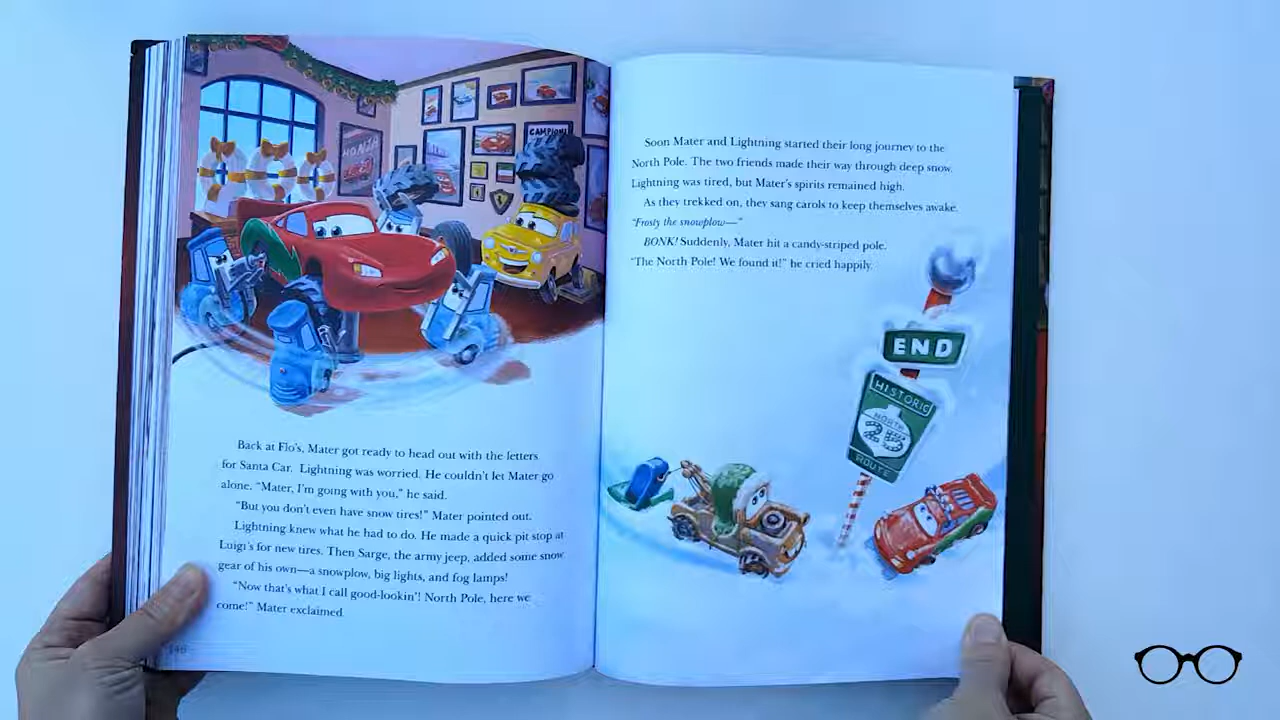 CAMPIONI
Back at Flo's, Mater got ready to head out with the letters
for Santa Car. Lightning was worried. He couldn't let Mater go
alone. “Mater, I'm going with you,” he said.
“But you don't even have snow tires!” Mater pointed out.
Lightning knew what he had to do. He made a quick pit stop at
Luigi's for new tires. Then Sarge, the army jeep, added some snow
gear of his own—a snowplow, big lights, and fog lamps!
“Now that's what I call good-lookin'! North Pole, here we
come!” Mater exclaimed.
Soon Mater and Lightning started their long journey to the
North Pole. The two friends made their way through deep snow.
Lightning was tired, but Mater's spirits remained high.
As they trekked on, they sang carols to keep themselves awake.
“Frosty the snowplow—”
BONK! Suddenly, Mater hit a candy-striped pole.
“The North Pole! We found it!” he cried happily.
END
HISTORIC
NORTH
ROUTE